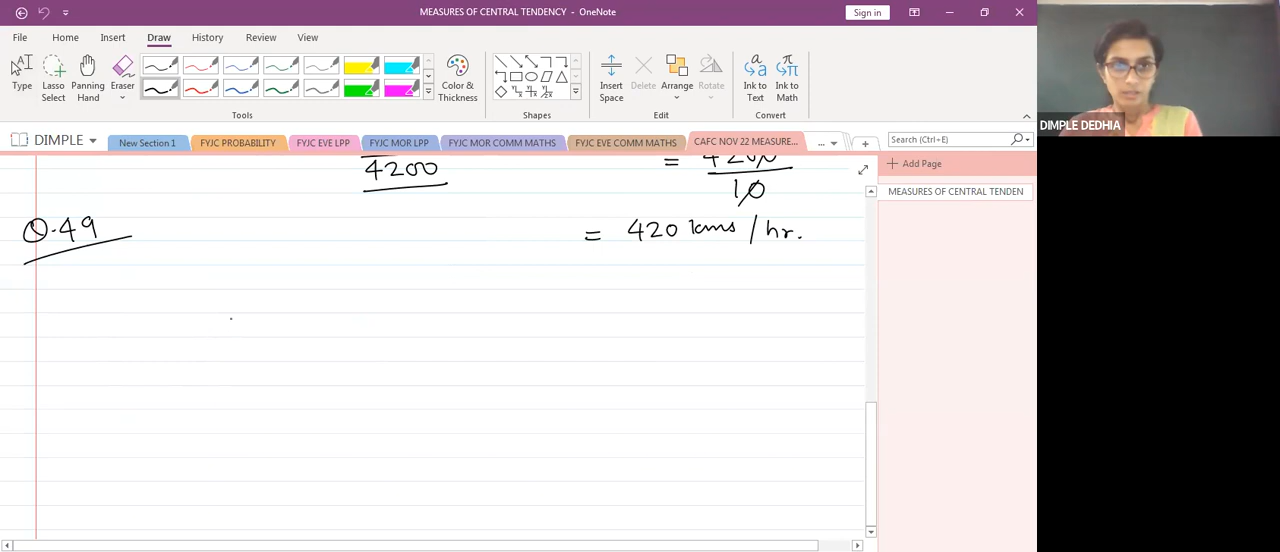 MEASURES OF CENTRAL TENDENCY - OneNote
Sign in
File Home Insert Draw History Review View
Type
Lasso Select
Panning Hand
Eraser
Color & Thickness
Insert Space
Delete
Arrange
Rotate
Ink to Text
Ink to Math
Tools
Shapes
Edit
Convert
DIMPLE
New Section 1
FYJC PROBABILITY
FYJC EVE LPP
FYJC MOR LPP
FYJC MOR COMM MATHS
FYJC EVE COMM MATHS
CAFC NOV 22 MEASURE...
Search (Ctrl+E)
Add Page
MEASURES OF CENTRAL TENDEN
DIMPLE DEDHIA
4200
= 4200
10
Q.49
= 420 kms / hr.